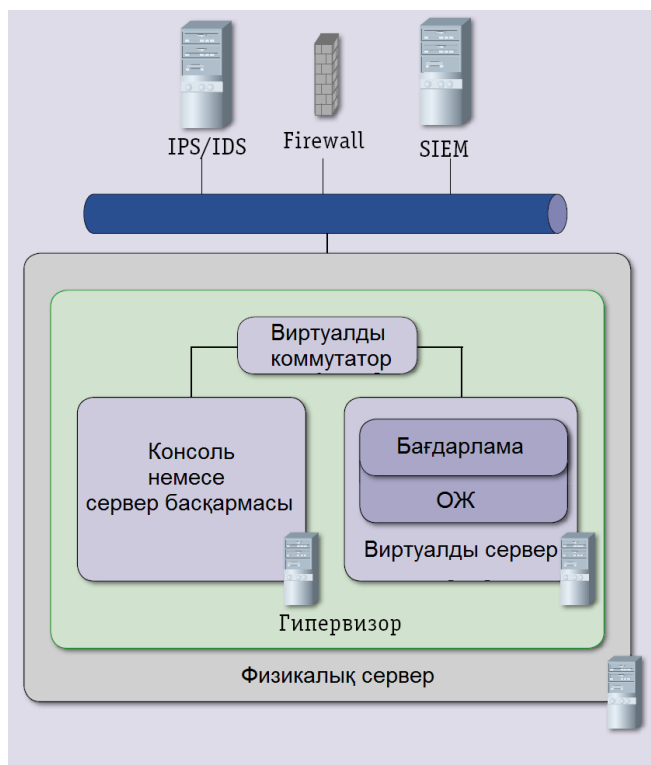 IPS/IDS
Firewall
SIEM
Виртуалды
коммутатор
Консоль
немесе
сервер басқармасы
Бағдарлама
ОЖ
Виртуалды сервер
Гипервизор
Физикалық сервер